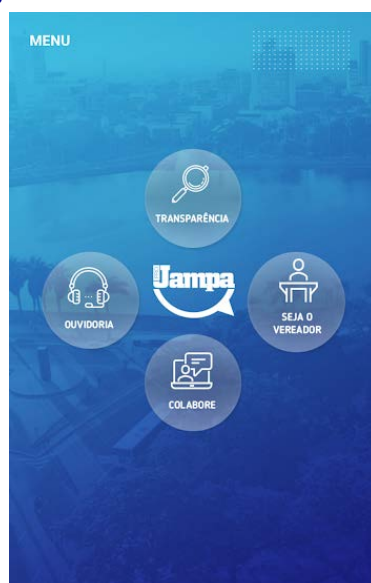 MENU
TRANSPARÊNCIA
Jampa
OUVIDORIA
SEJA O
VEREADOR
COLABORE